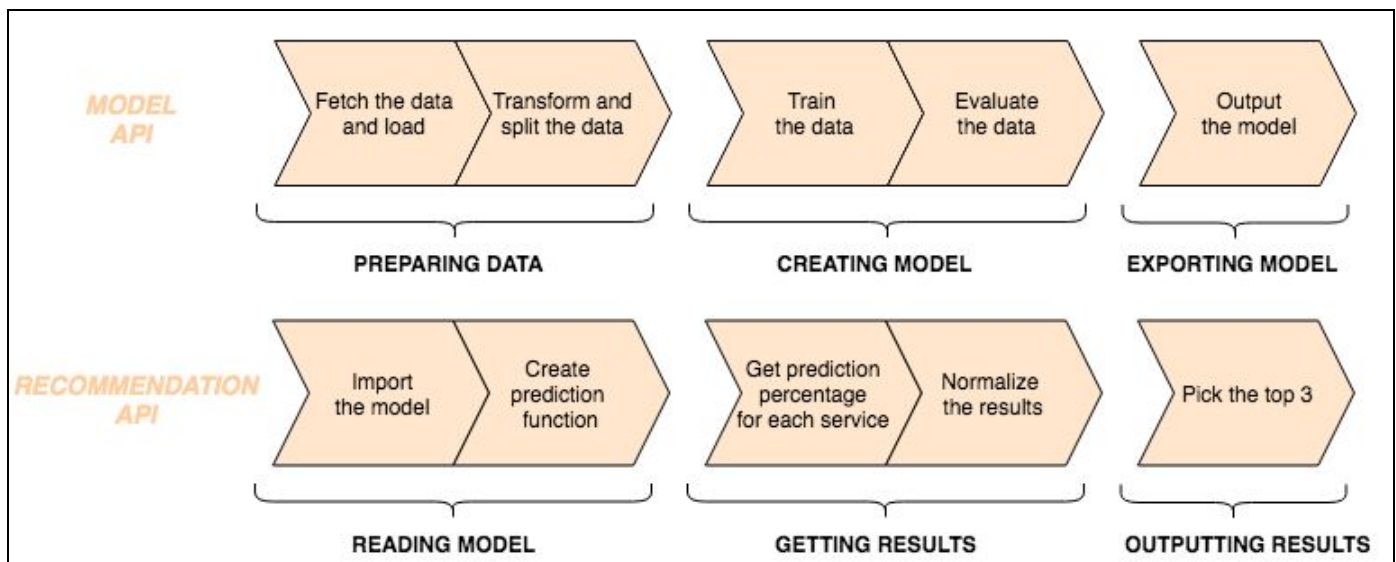 MODEL
API
Fetch the data
and load
Transform and
split the data
Train
the data
Evaluate
the data
Output
the model
PREPARING DATA
CREATING MODEL
EXPORTING MODEL
RECOMMENDATION
API
Import
the model
Create
prediction
function
Get prediction
percentage
for each service
Normalize
the results
Pick the top 3
READING MODEL
GETTING RESULTS
OUTPUTTING RESULTS